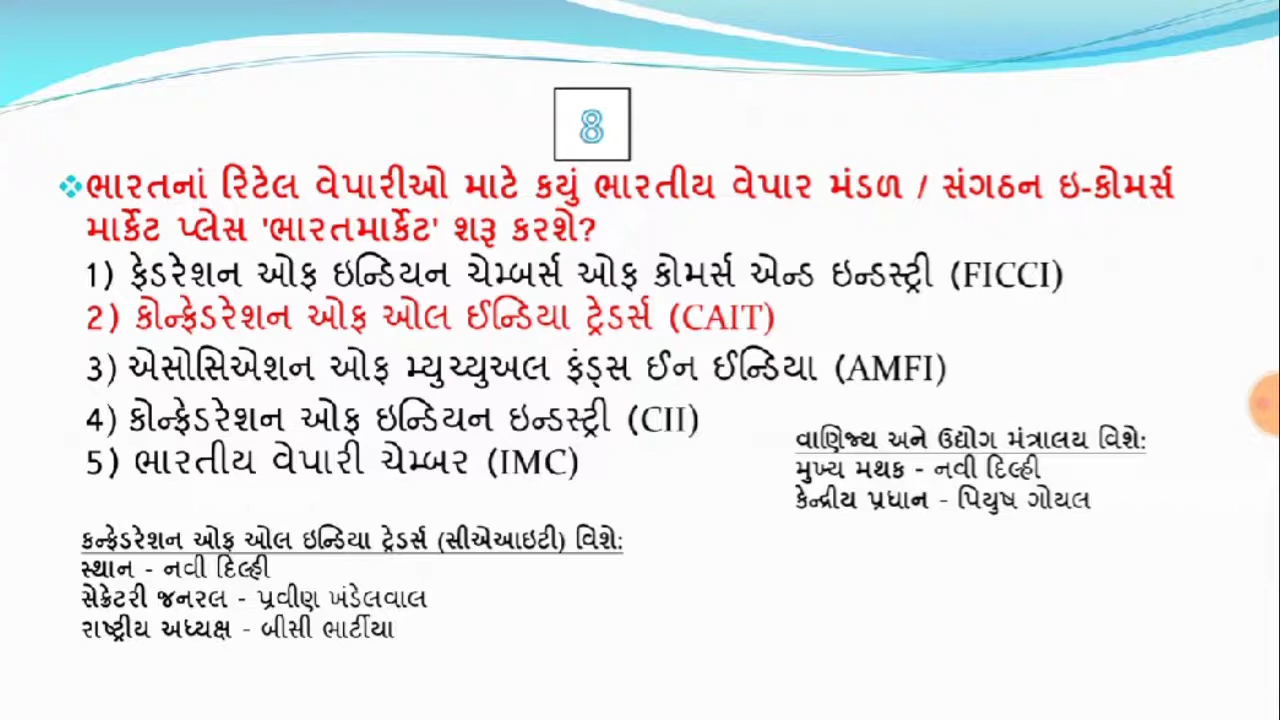 8
ભારતનાં રિટેલ વેપારીઓ માટે કયું ભારતીય વેપાર મંડળ / સંગઠન ઇ-કોમર્સ
માર્કેટ પ્લેસ 'ભારતમાર્કેટ' શરૂ કરશે?
1) ફેડરેશન ઓફ ઇન્ડિયન ચેમ્બર્સ ઓફ કોમર્સ એન્ડ ઇન્ડસ્ટ્રી (FICCI)
2) કોન્ફેડરેશન ઓફ ઓલ ઈન્ડિયા ટ્રેડર્સ (CAIT)
3) એસોસિએશન ઓફ મ્યુચ્યુઅલ ફંડ્સ ઈન ઈન્ડિયા (AMFI)
4) કોન્ફેડરેશન ઓફ ઇન્ડિયન ઇન્ડસ્ટ્રી (CII)
5) ભારતીય વેપારી ચેમ્બર (IMC)
વાણિજ્ય અને ઉદ્યોગ મંત્રાલય વિશે:
મુખ્ય મથક - નવી દિલ્હી
કેન્દ્રીય પ્રધાન - પિયુષ ગોયલ
કન્ફેડરેશન ઓફ ઓલ ઇન્ડિયા ટ્રેડર્સ (સીએઆઇટી) વિશે:
સ્થાન - નવી દિલ્હી
સેક્રેટરી જનરલ - પ્રવીણ ખંડેલવાલ
રાષ્ટ્રીય અધ્યક્ષ - બીસી ભાર્ટીયા